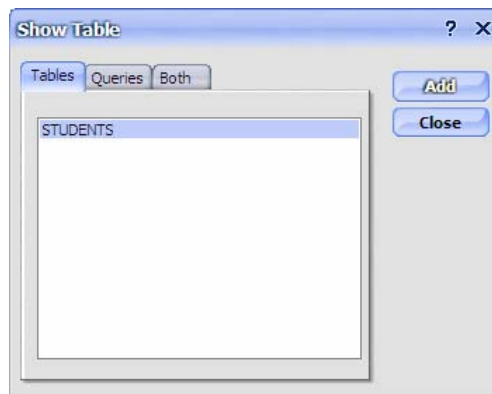 Show Table
Tables Queries Both
Add
STUDENTS
Close